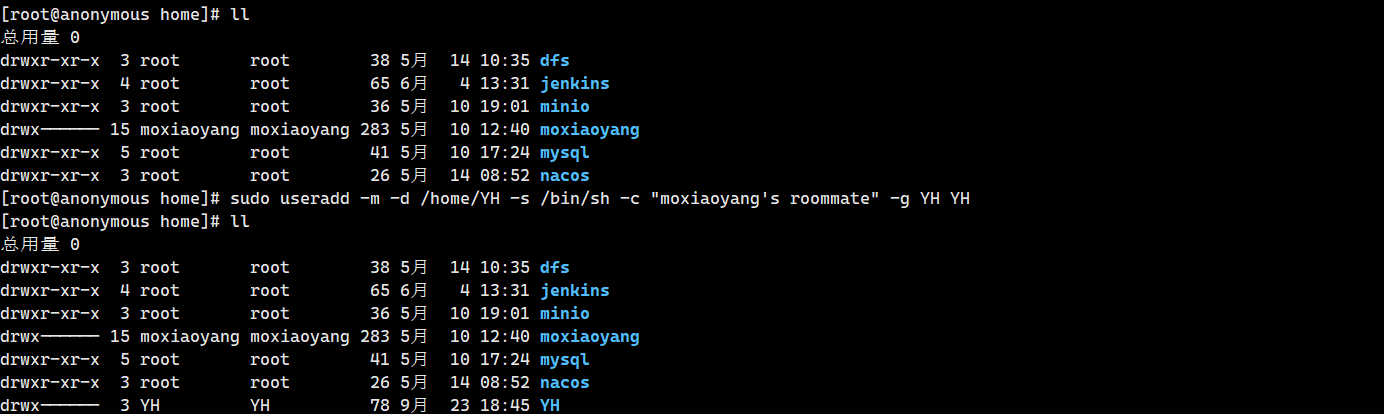 [root@anonymous home]# ll
总用量 0
drwxr-xr-x  3 root       root        38 5月  14 10:35 dfs
drwxr-xr-x  4 root       root        65 6月   4 13:31 jenkins
drwxr-xr-x  3 root       root        36 5月  10 19:01 minio
drwx------ 15 moxiaoyang moxiaoyang 283 5月  10 12:40 moxiaoyang
drwxr-xr-x  5 root       root        41 5月  10 17:24 mysql
drwxr-xr-x  3 root       root        26 5月  14 08:52 nacos
[root@anonymous home]# sudo useradd -m -d /home/YH -s /bin/sh -c "moxiaoyang's roommate" -g YH YH
[root@anonymous home]# ll
总用量 0
drwxr-xr-x  3 root       root        38 5月  14 10:35 dfs
drwxr-xr-x  4 root       root        65 6月   4 13:31 jenkins
drwxr-xr-x  3 root       root        36 5月  10 19:01 minio
drwx------ 15 moxiaoyang moxiaoyang 283 5月  10 12:40 moxiaoyang
drwxr-xr-x  5 root       root        41 5月  10 17:24 mysql
drwxr-xr-x  3 root       root        26 5月  14 08:52 nacos
drwx------  3 YH         YH          78 9月  23 18:45 YH